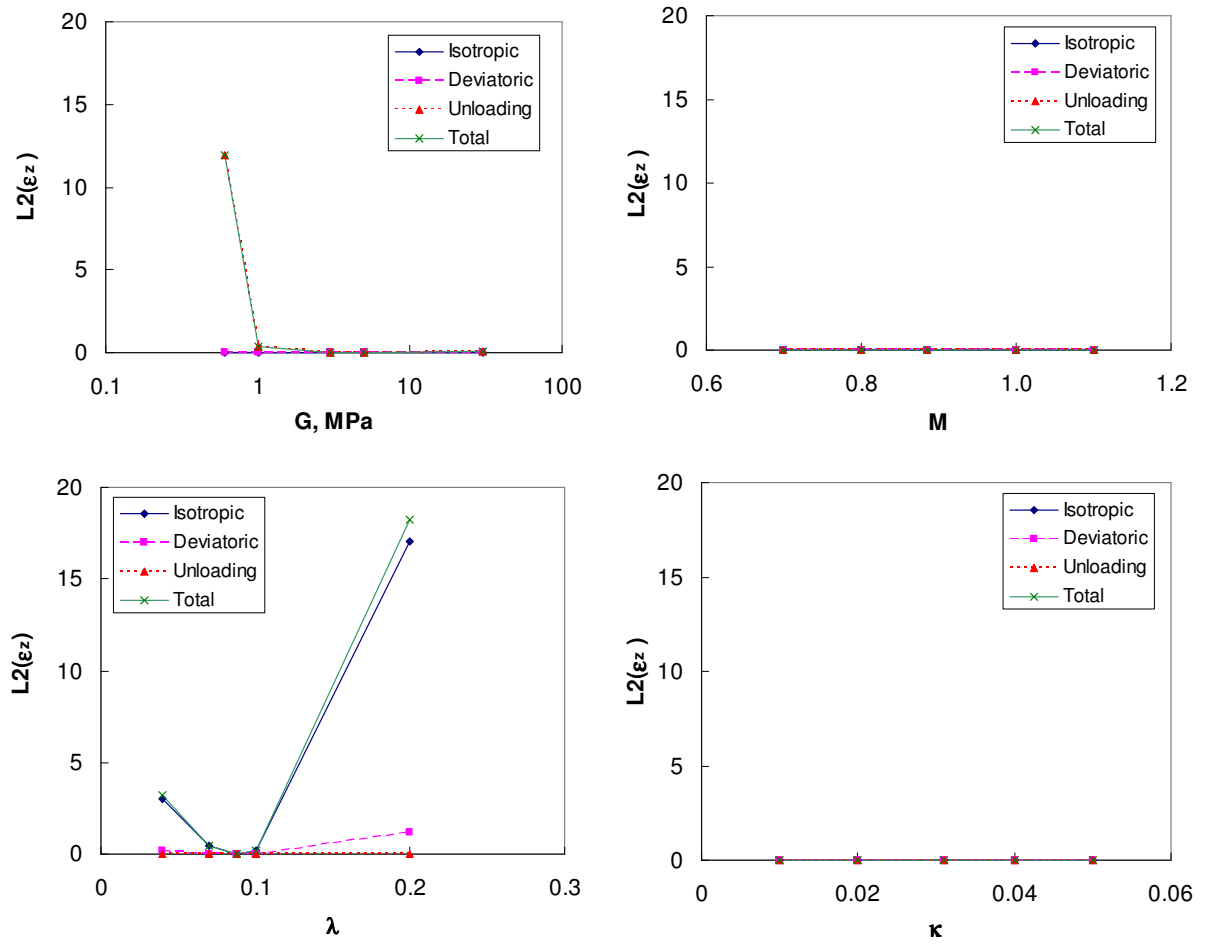 20
15
10
5
0
L2(εz)
Isotropic
Deviatoric
Unloading
Total
0.1 1 10 100
G, MPa
20
15
10
5
0
L2(εz)
Isotropic
Deviatoric
Unloading
Total
0.6 0.8 1.0 1.2
M
20
15
10
5
0
L2(εz)
Isotropic
Deviatoric
Unloading
Total
0 0.1 0.2 0.3
λ
20
15
10
5
0
L2(εz)
Isotropic
Deviatoric
Unloading
Total
0 0.02 0.04 0.06
κ